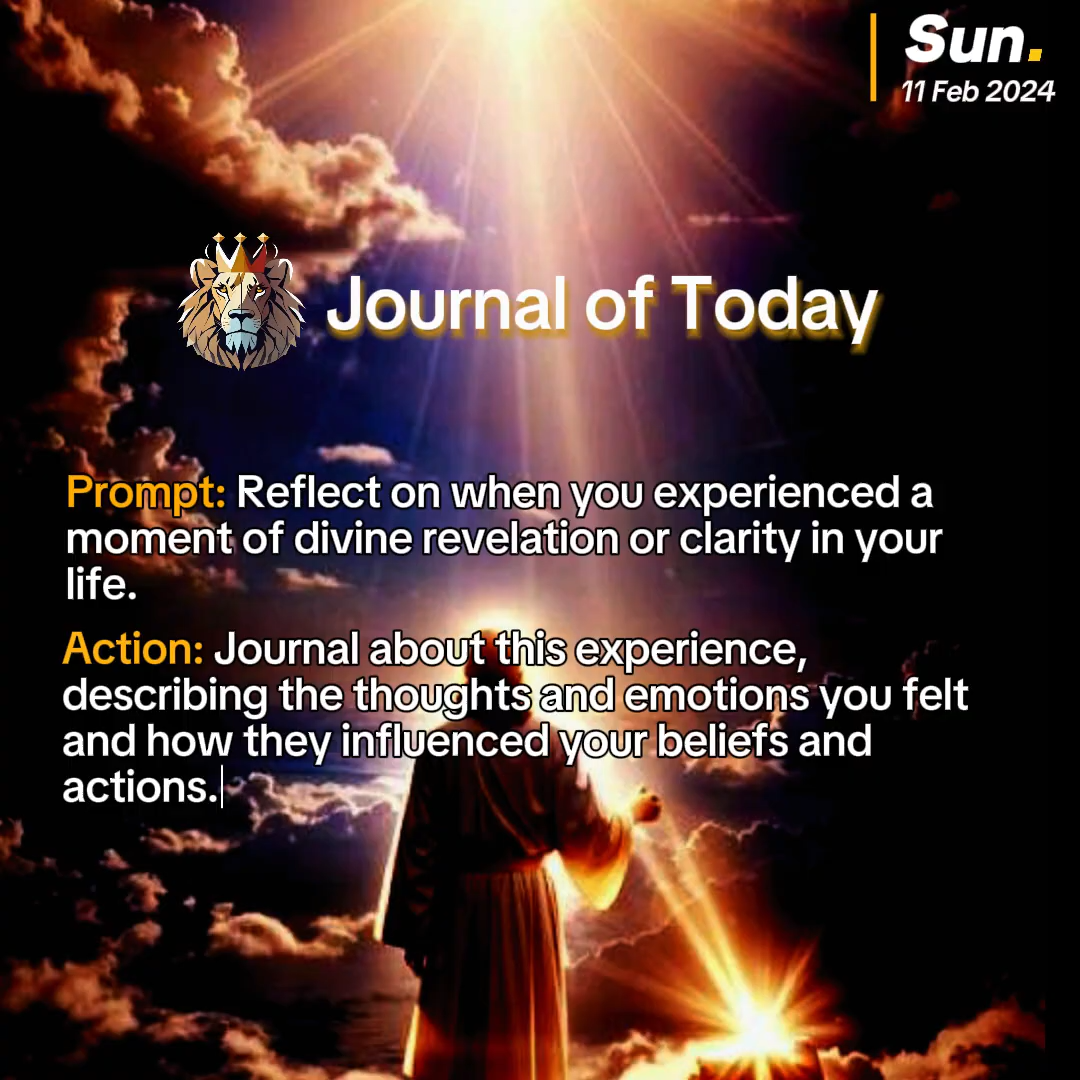 Sun.
11 Feb 2024
Journal of Today
Prompt: Reflect on when you experienced a
moment of divine revelation or clarity in your
life.
Action: Journal about this experience,
describing the thoughts and emotions you felt
and how they influenced your beliefs and
actions.